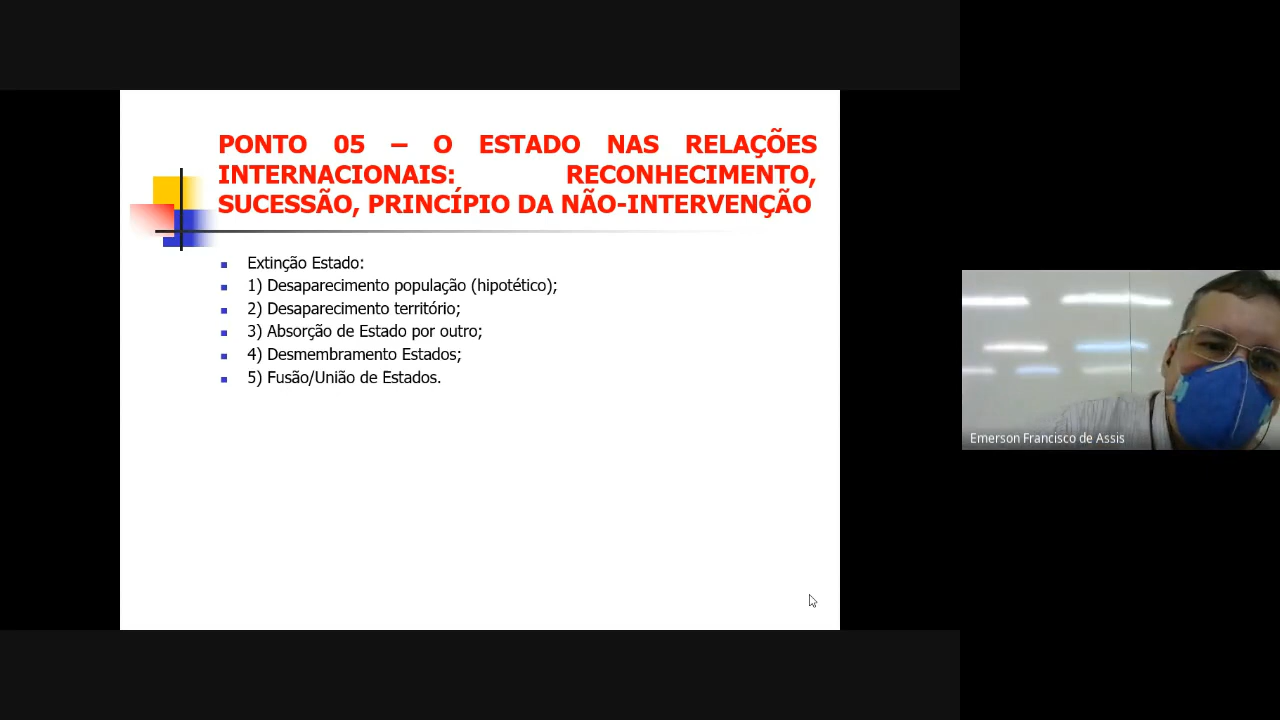 PONTO 05 – O ESTADO NAS RELAÇÕES
INTERNACIONAIS: RECONHECIMENTO,
SUCESSÃO, PRINCÍPIO DA NÃO-INTERVENÇÃO
Extinção Estado:
1) Desaparecimento população (hipotético);
2) Desaparecimento território;
3) Absorção de Estado por outro;
4) Desmembramento Estados;
5) Fusão/União de Estados.
Emerson Francisco de Assis